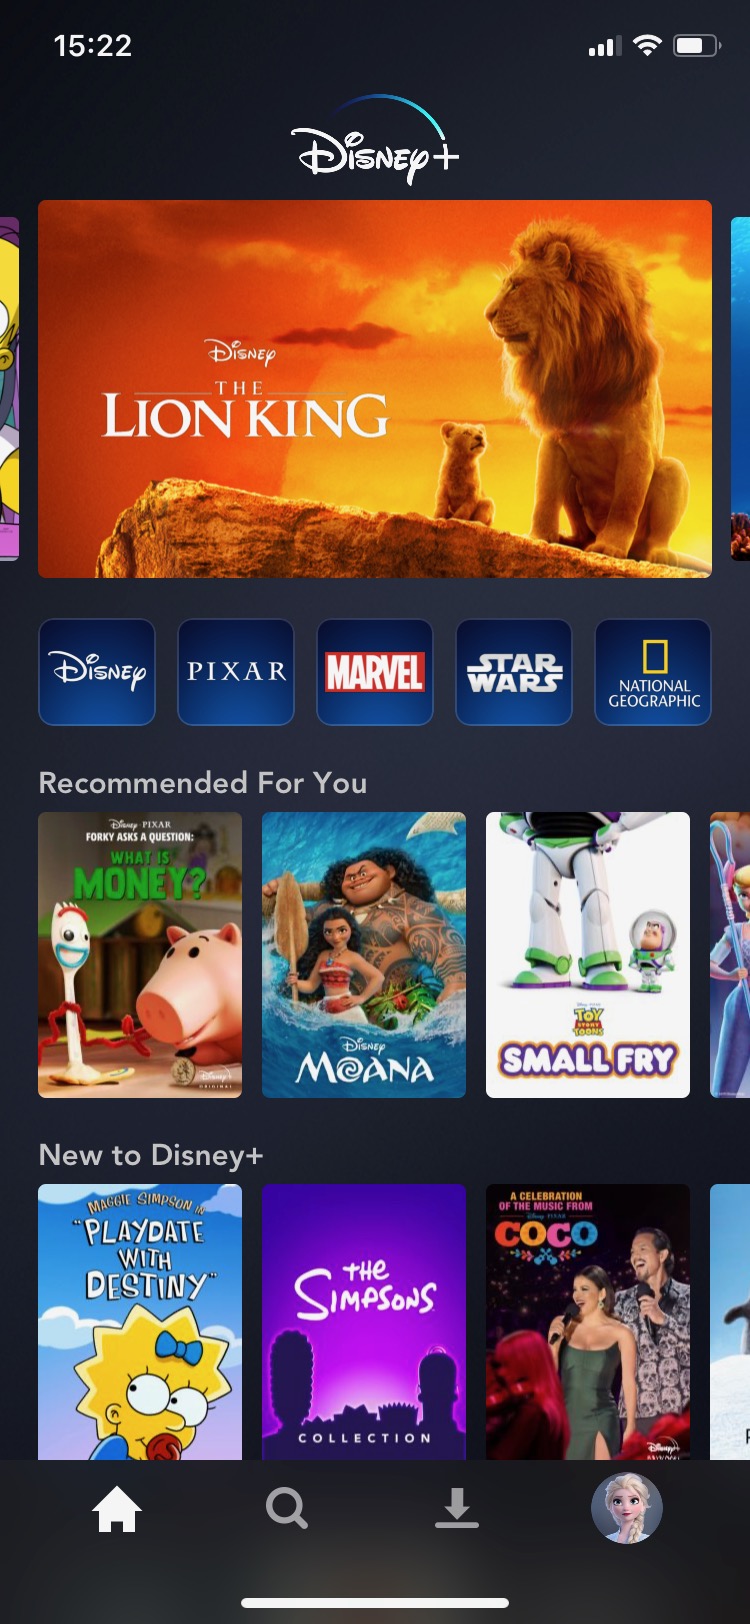 15:22
Disney+
Disney
THE
LION KING
Disney
PIXAR
MARVEL
STAR
WARS
NATIONAL
GEOGRAPHIC
Recommended For You
Disney PIXAR
FORKY ASKS A QUESTION:
WHAT IS
MONEY?
Disney+
ORIGINAL
Disney
MOANA
Disney PIXAR
TOY
STORY
TOONS
SMALL FRY
New to Disney+
MAGGIE SIMPSON IN
"PLAYDATE
WITH
DESTINY"
THE
SIMPSONS
COLLECTION
A CELEBRATION
OF THE MUSIC FROM
Disney PIXAR
COCO
Disney+